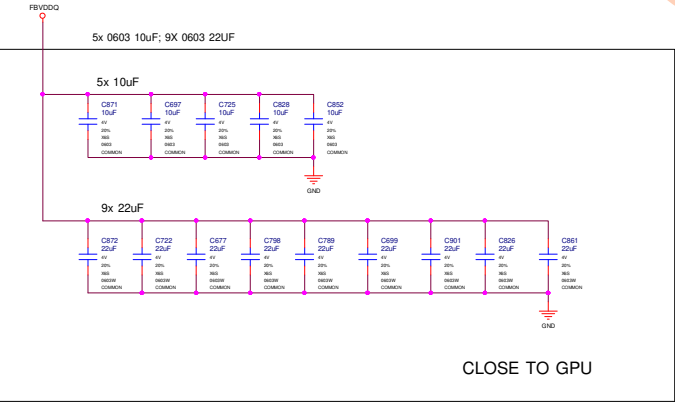 FBVDDQ
5x 0603 10uF; 9X 0603 22UF
5x 10uF
C871 C697 C725 C828 C852
10uF 10uF 10uF 10uF 10uF
4V 4V 4V 4V 4V
20% 20% 20% 20% 20%
X6S X6S X6S X6S X6S
0603 0603 0603 0603 0603
COMMON COMMON COMMON COMMON COMMON
GND
9x 22uF
C872 C722 C677 C798 C789 C699 C901 C826 C861
22uF 22uF 22uF 22uF 22uF 22uF 22uF 22uF 22uF
4V 4V 4V 4V 4V 4V 4V 4V 4V
20% 20% 20% 20% 20% 20% 20% 20% 20%
X6S X6S X6S X6S X6S X6S X6S X6S X6S
0603W 0603W 0603W 0603W 0603W 0603W 0603W 0603W 0603W
COMMON COMMON COMMON COMMON COMMON COMMON COMMON COMMON COMMON
GND
CLOSE TO GPU